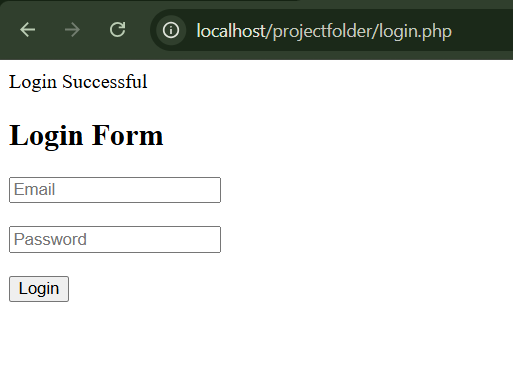 localhost/projectfolder/login.php
Login Successful
Login Form
Email
Password
Login